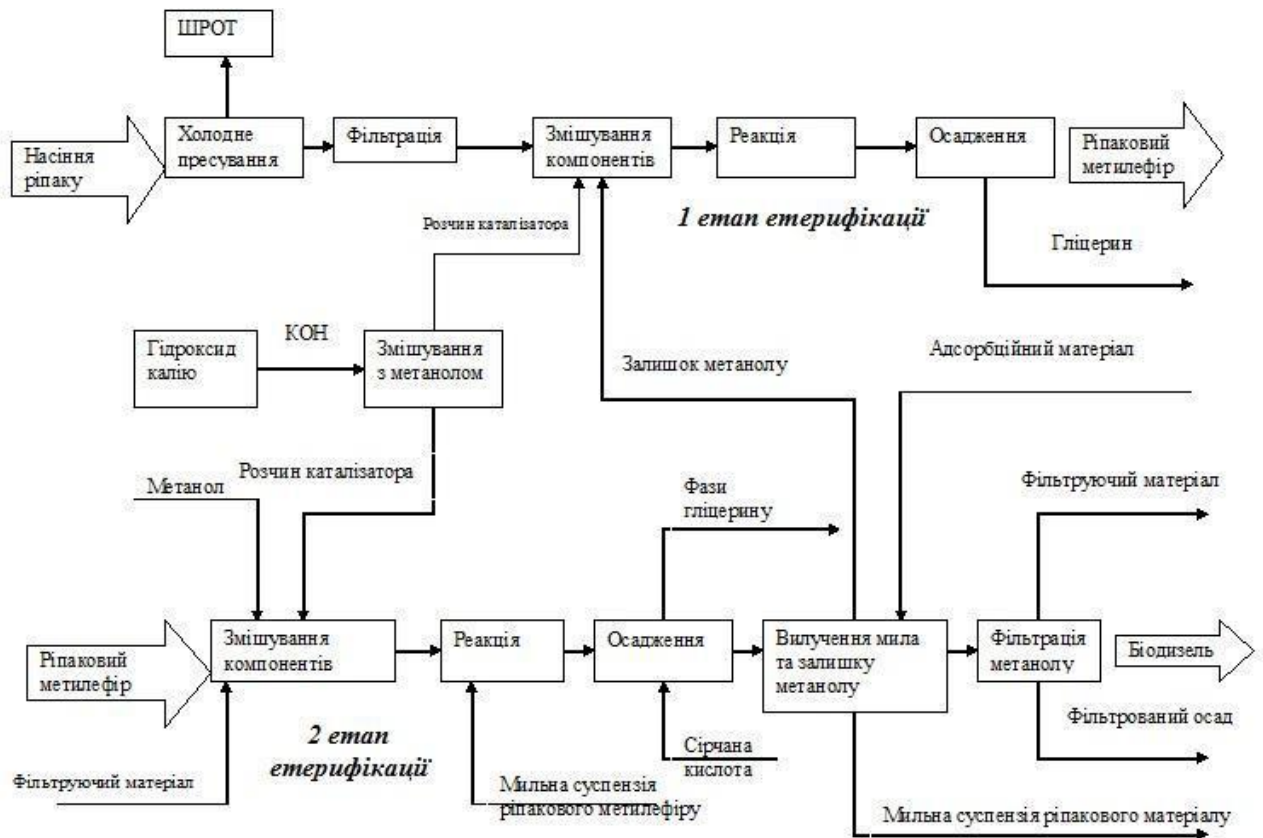 ШРОТ
Насіння
ріпаку
Холодне
пресування
Фільтрація
Змішування
компонентів
Реакція
Осадження
Ріпаковий
метилефір
Розчин каталізатора
1 етап етерифікації
Гліцерин
Гідроксид
калію
КОН
Змішування
з метанолом
Залишок метанолу
Адсорбційний матеріал
Метанол
Розчин каталізатора
Фази
гліцерину
Фільтруючий матеріал
Ріпаковий
метилефір
Змішування
компонентів
Реакція
Осадження
Вилучення мила
та залишку
метанолу
Фільтрація
метанолу
Біодизель
Фільтруючий матеріал
2 етап
етерифікації
Мильна суспензія
ріпакового метилефіру
Сірчана
кислота
Фільтрований осад
Мильна суспензія ріпакового матеріалу